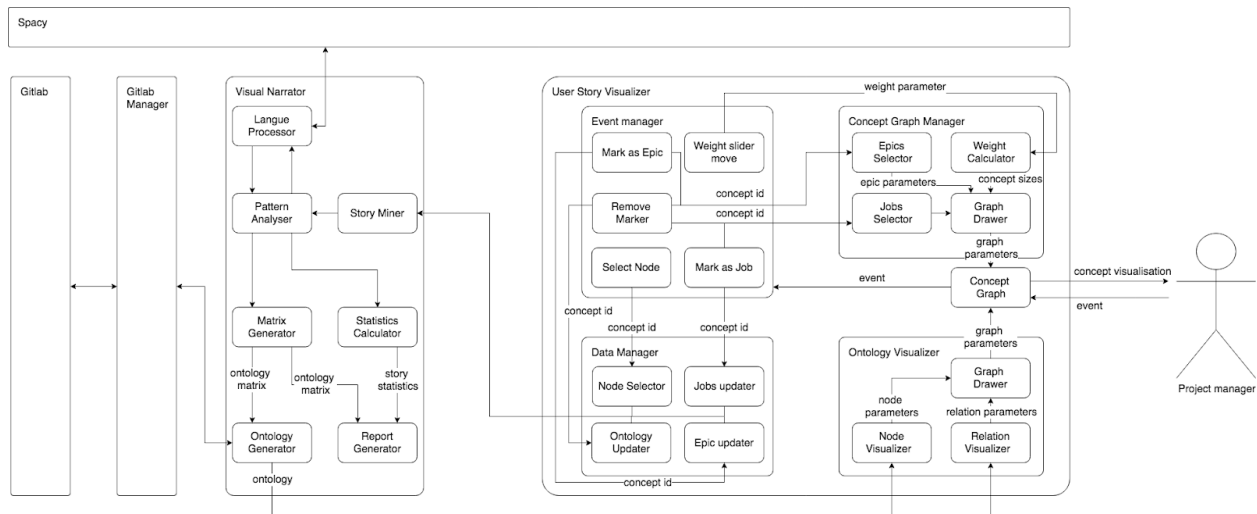 Spacy
Gitlab
Gitlab
Manager
Visual Narrator
Langue
Processor
Pattern
Analyser
Story Miner
Matrix
Generator
Statistics
Calculator
ontology
matrix
ontology
matrix
story
statistics
Ontology
Generator
Report
Generator
ontology
User Story Visualizer
weight parameter
Event manager
Mark as Epic
Weight slider
move
concept id
Remove
Marker
concept id
Select Node
Mark as Job
event
concept id
concept id
concept id
Data Manager
Node Selector
Jobs updater
Ontology
Updater
Epic updater
concept id
Concept Graph Manager
Epics
Selector
Weight
Calculator
epic parameters
concept sizes
Jobs
Selector
Graph
Drawer
graph
parameters
Concept
Graph
concept visualisation
event
graph
parameters
Ontology Visualizer
Graph
Drawer
node
parameters
relation parameters
Node
Visualizer
Relation
Visualizer
Project manager